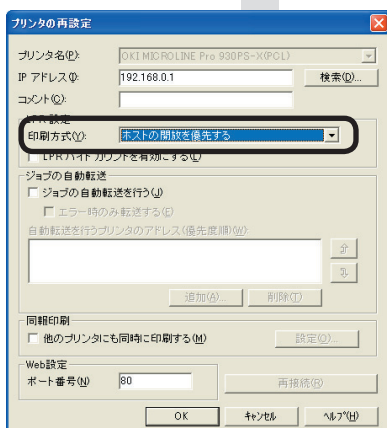 プリンタの再設定
プリンタ名(P): OKI MICROLINE Pro 930PS-X(PCL)
IP アドレス(I): 192.168.0.1 検索(D)...
コメント(C):
LPR 設定
印刷方式(Y): ホストの開放を優先する
LPR バイト カウントを有効にする(L)
ジョブの自動転送
ジョブの自動転送を行う(J)
エラー時のみ転送する(E)
自動転送を行うプリンタのアドレス(優先度順)(W):
追加(A)... 削除(T)
同報印刷
他のプリンタにも同時に印刷する(M) 設定(O)...
Web設定
ポート番号(N) 80 再接続(R)
OK キャンセル ヘルプ(H)